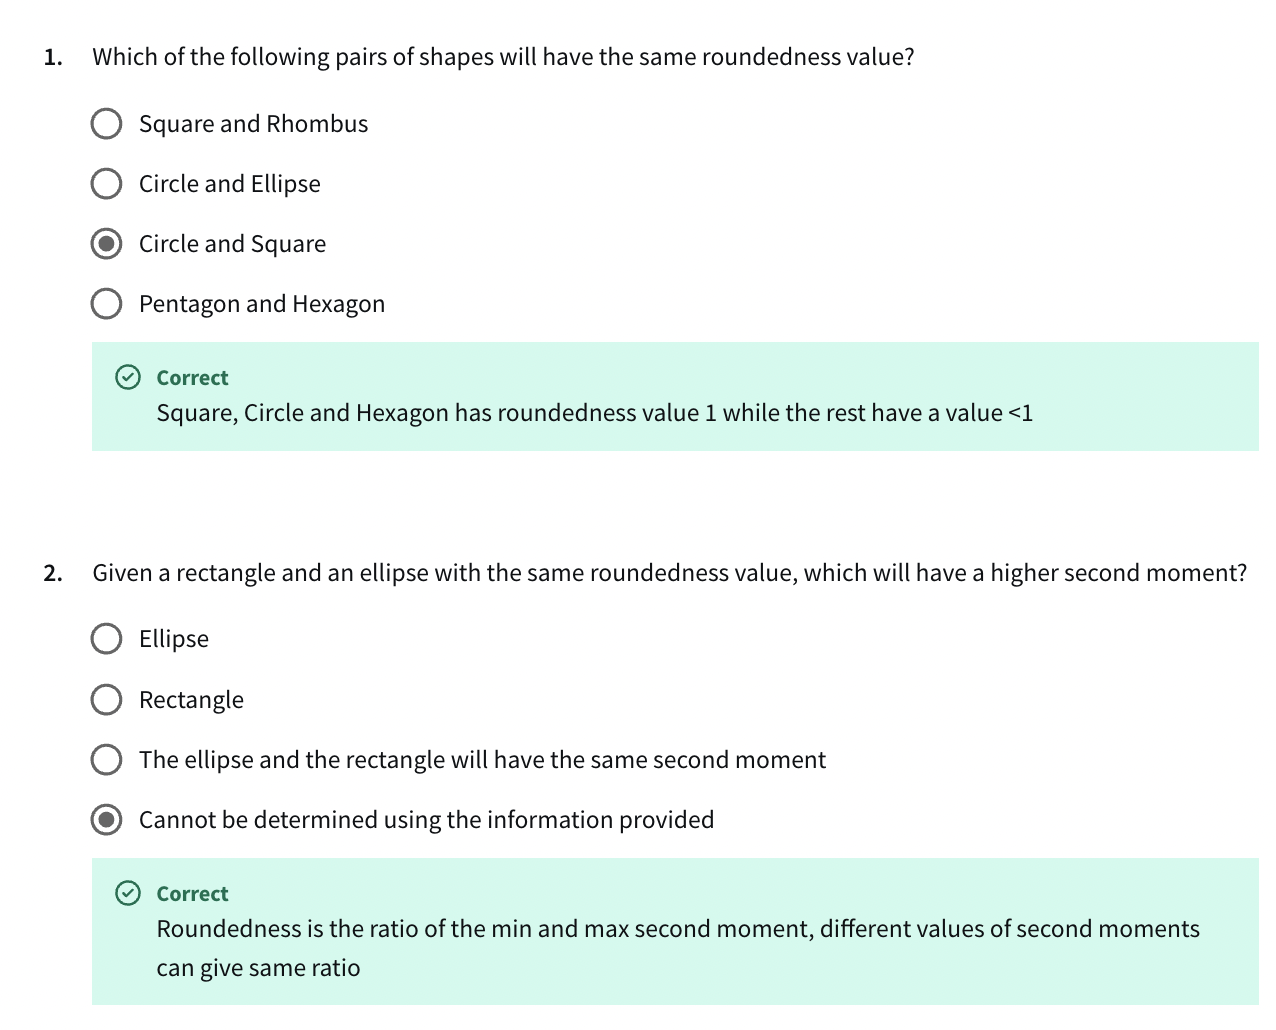 1. Which of the following pairs of shapes will have the same roundedness value?
Square and Rhombus
Circle and Ellipse
Circle and Square
Pentagon and Hexagon
Correct
Square, Circle and Hexagon has roundedness value 1 while the rest have a value <1
2. Given a rectangle and an ellipse with the same roundedness value, which will have a higher second moment?
Ellipse
Rectangle
The ellipse and the rectangle will have the same second moment
Cannot be determined using the information provided
Correct
Roundedness is the ratio of the min and max second moment, different values of second moments
can give same ratio